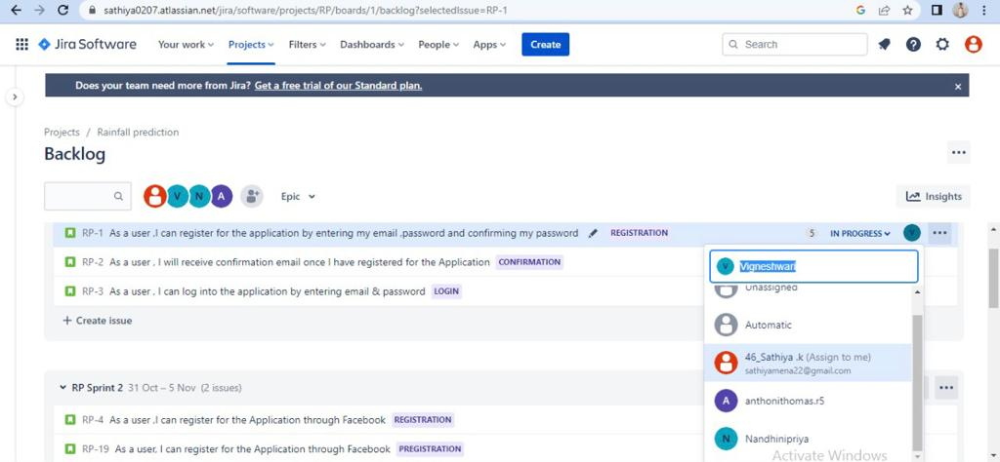 sathiya0207.atlassian.net/jira/software/projects/RP/boards/1/backlog?selectedIssue=RP-1
Jira Software Your work Projects Filters Dashboards People Apps Create Search
Does your team need more from Jira? Get a free trial of our Standard plan.
Projects / Rainfall prediction
Backlog
V N A Epic Insights
RP-1 As a user ,I can register for the application by entering my email ,password and confirming my password REGISTRATION 5 IN PROGRESS V
RP-2 As a user , I will receive confirmation email once I have registered for the Application CONFIRMATION
V Vigneshwari
Unassigned
RP-3 As a user , I can log into the application by entering email & password LOGIN
+ Create issue
Automatic
46_Sathiya .k (Assign to me)
sathiyamena22@gmail.com
RP Sprint 2 31 Oct – 5 Nov (2 issues)
A anthonithomas.r5
RP-4 As a user ,I can register for the Application through Facebook REGISTRATION
N Nandhinipriya
RP-19 As a user, I can register for the Application through Facebook PREGISTRATION
Activate Windows